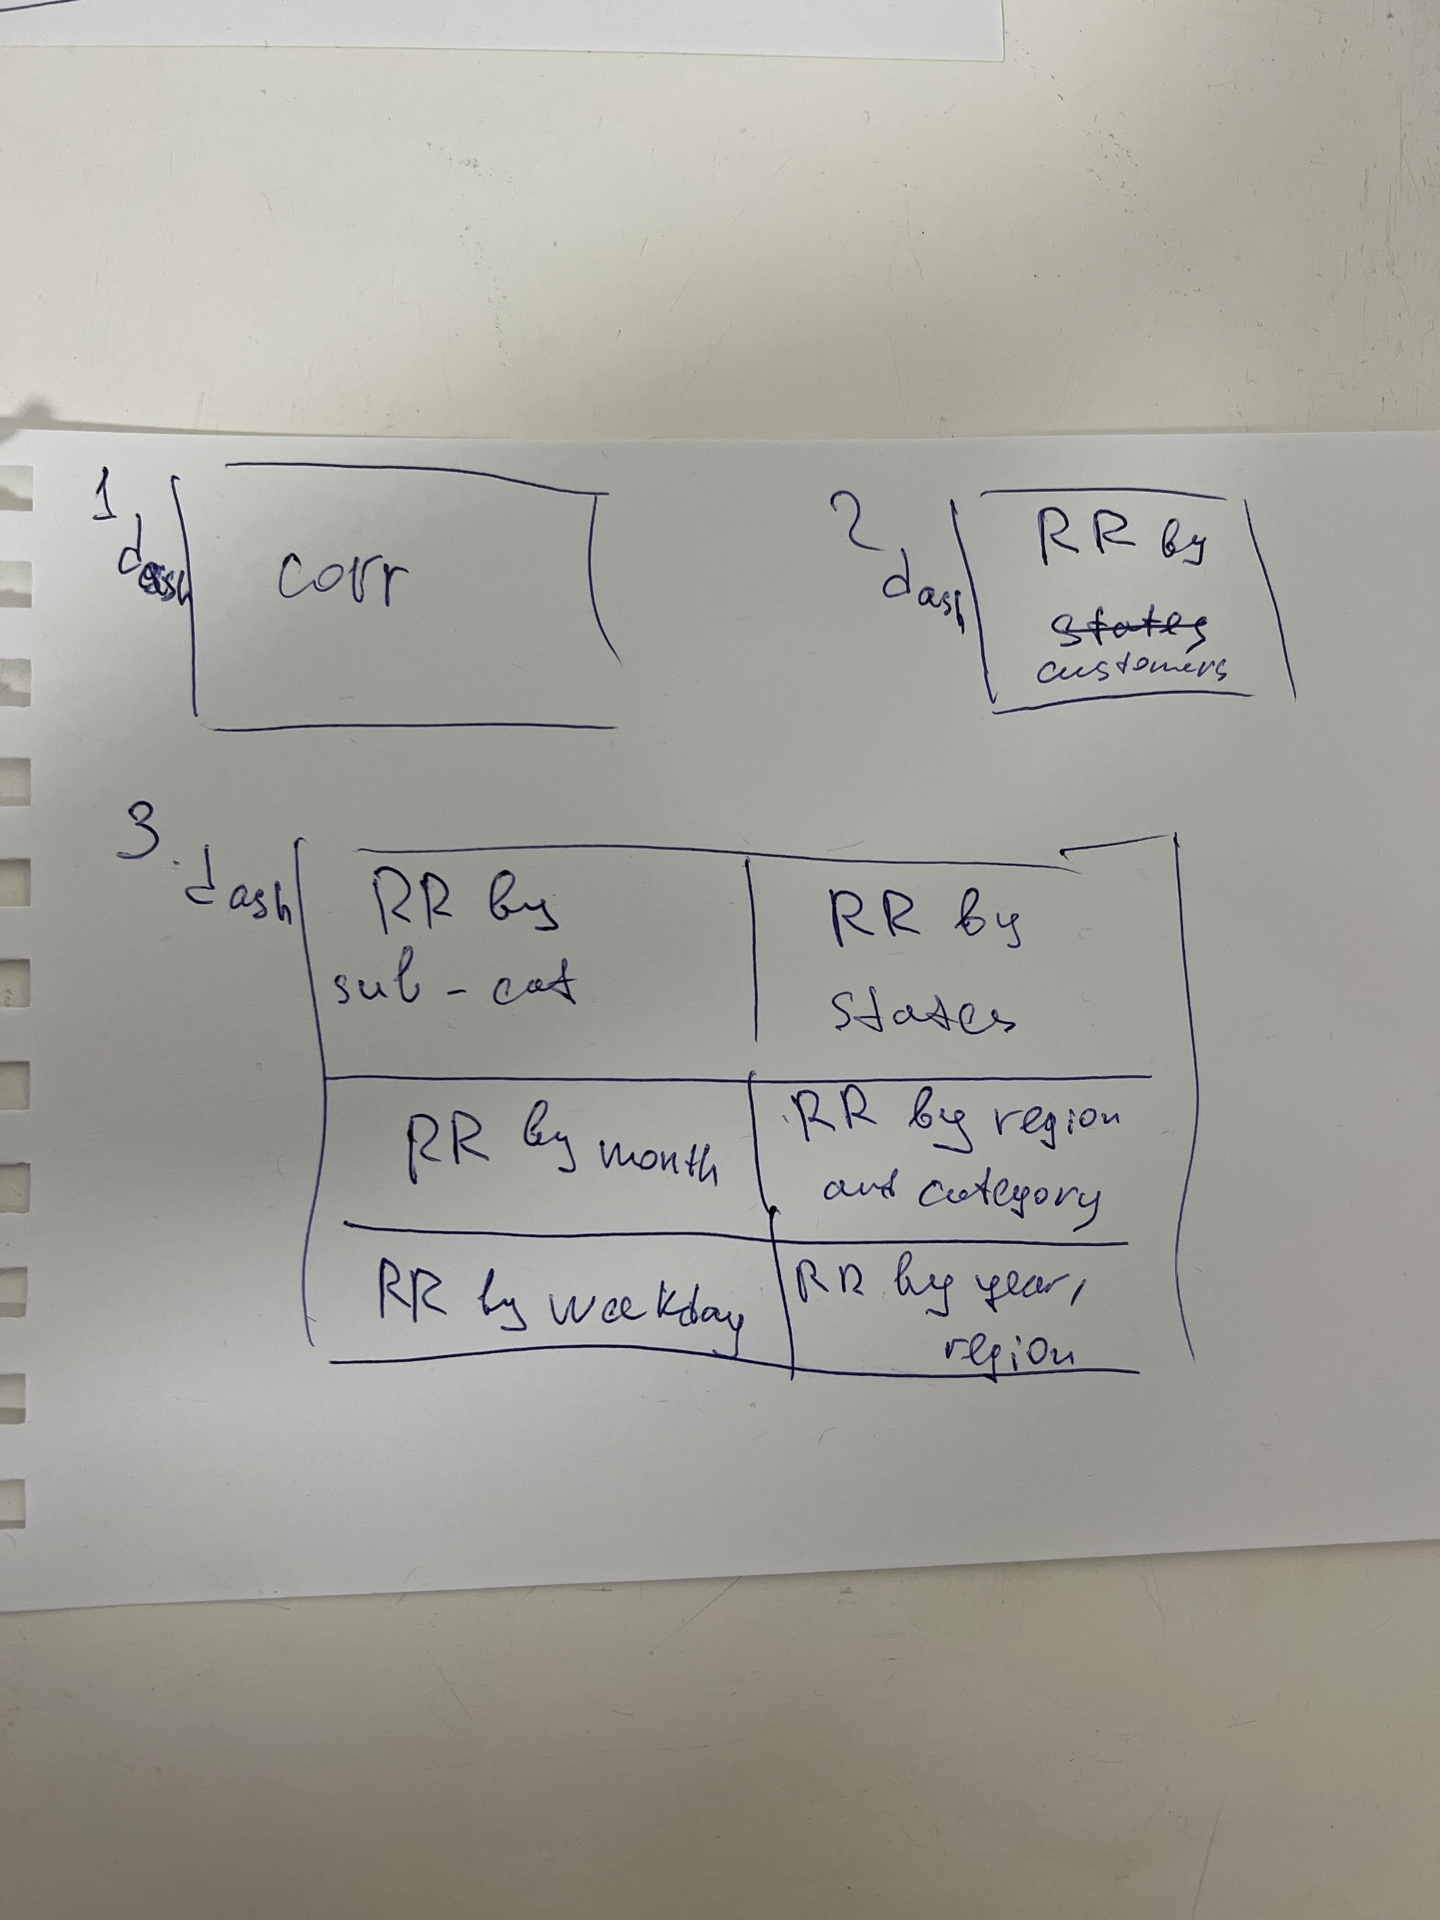 1.
dash
corr
2.
dash
RR by
states
customers
3.
dash
RR by
sub-cat
RR by
states
RR by month
RR by region
and category
RR by weekday
RR by year,
region